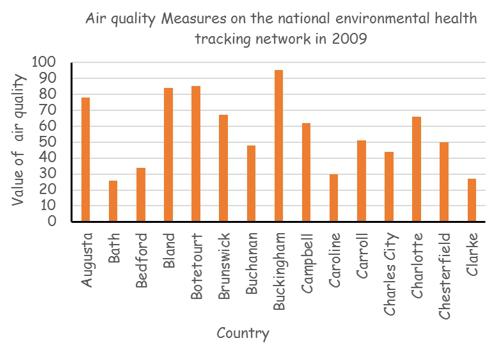 Air quality Measures on the national environmental health
tracking network in 2009
Value of air quality
100
90
80
70
60
50
40
30
20
10
0
Augusta
Bath
Bedford
Bland
Botetourt
Brunswick
Buchanan
Buckingham
Campbell
Caroline
Carroll
Charles City
Charlotte
Chesterfield
Clarke
Country